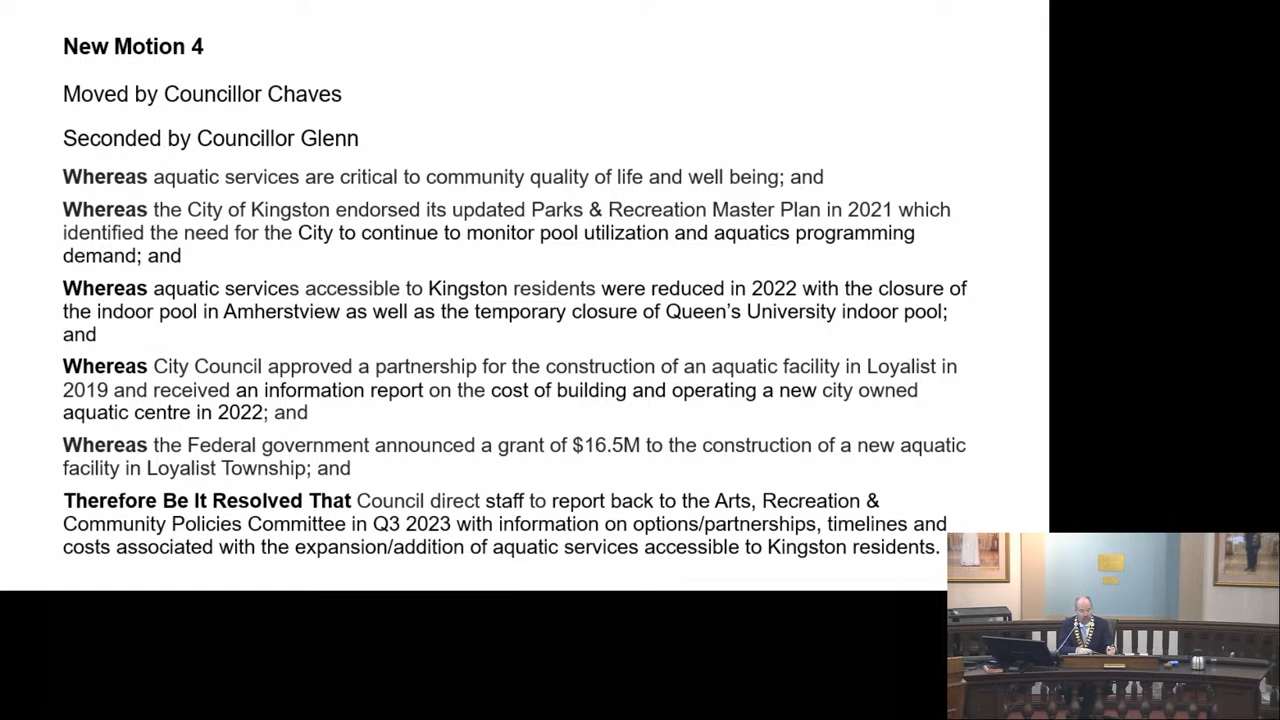 New Motion 4
Moved by Councillor Chaves
Seconded by Councillor Glenn
Whereas aquatic services are critical to community quality of life and well being; and
Whereas the City of Kingston endorsed its updated Parks & Recreation Master Plan in 2021 which
identified the need for the City to continue to monitor pool utilization and aquatics programming
demand; and
Whereas aquatic services accessible to Kingston residents were reduced in 2022 with the closure of
the indoor pool in Amherstview as well as the temporary closure of Queen's University indoor pool;
and
Whereas City Council approved a partnership for the construction of an aquatic facility in Loyalist in
2019 and received an information report on the cost of building and operating a new city owned
aquatic centre in 2022; and
Whereas the Federal government announced a grant of $16.5M to the construction of a new aquatic
facility in Loyalist Township; and
Therefore Be It Resolved That Council direct staff to report back to the Arts, Recreation &
Community Policies Committee in Q3 2023 with information on options/partnerships, timelines and
costs associated with the expansion/addition of aquatic services accessible to Kingston residents.